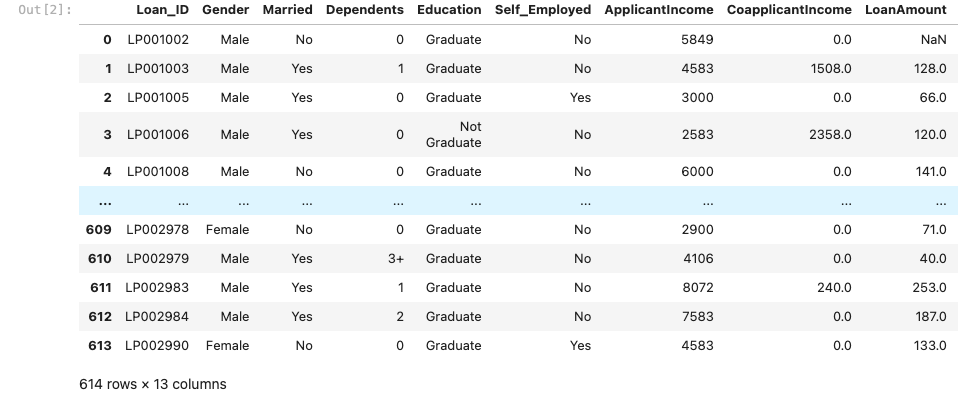 Out[2]:
Loan_ID Gender Married Dependents Education Self_Employed ApplicantIncome CoapplicantIncome LoanAmount
0 LP001002 Male No 0 Graduate No 5849 0.0 NaN
1 LP001003 Male Yes 1 Graduate No 4583 1508.0 128.0
2 LP001005 Male Yes 0 Graduate Yes 3000 0.0 66.0
3 LP001006 Male Yes 0 Not Graduate No 2583 2358.0 120.0
4 LP001008 Male No 0 Graduate No 6000 0.0 141.0
... ... ... ... ... ... ... ... ... ...
609 LP002978 Female No 0 Graduate No 2900 0.0 71.0
610 LP002979 Male Yes 3+ Graduate No 4106 0.0 40.0
611 LP002983 Male Yes 1 Graduate No 8072 240.0 253.0
612 LP002984 Male Yes 2 Graduate No 7583 0.0 187.0
613 LP002990 Female No 0 Graduate Yes 4583 0.0 133.0
614 rows × 13 columns